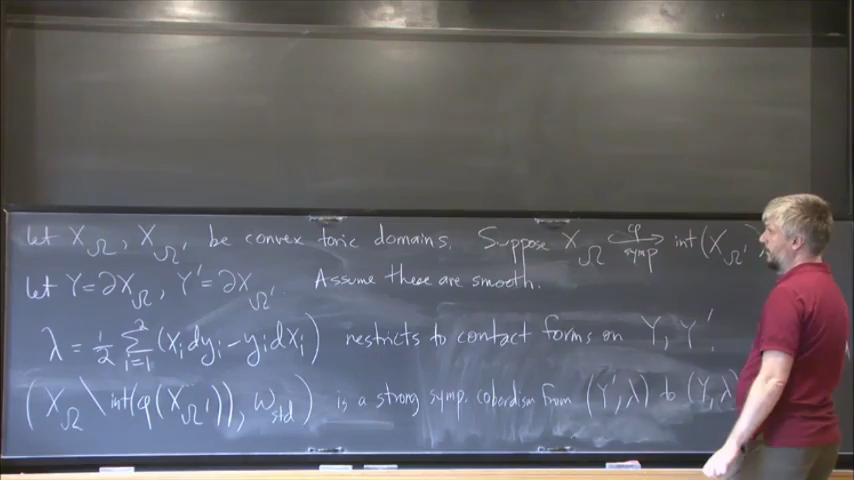 Let X_Ω, X_Ω' be convex toric domains. Suppose X_Ω ↪^φ_symp int(X_Ω')
Let Y=∂X_Ω, Y'=∂X_Ω'. Assume these are smooth.
λ = 1/2 ∑_{i=1}^2 (x_i dy_i - y_i dx_i) restricts to contact forms on Y, Y'.
(X_Ω \ int(φ(X_Ω')), ω_std) is a strong symp. cobordism from (Y',λ) to (Y,λ)